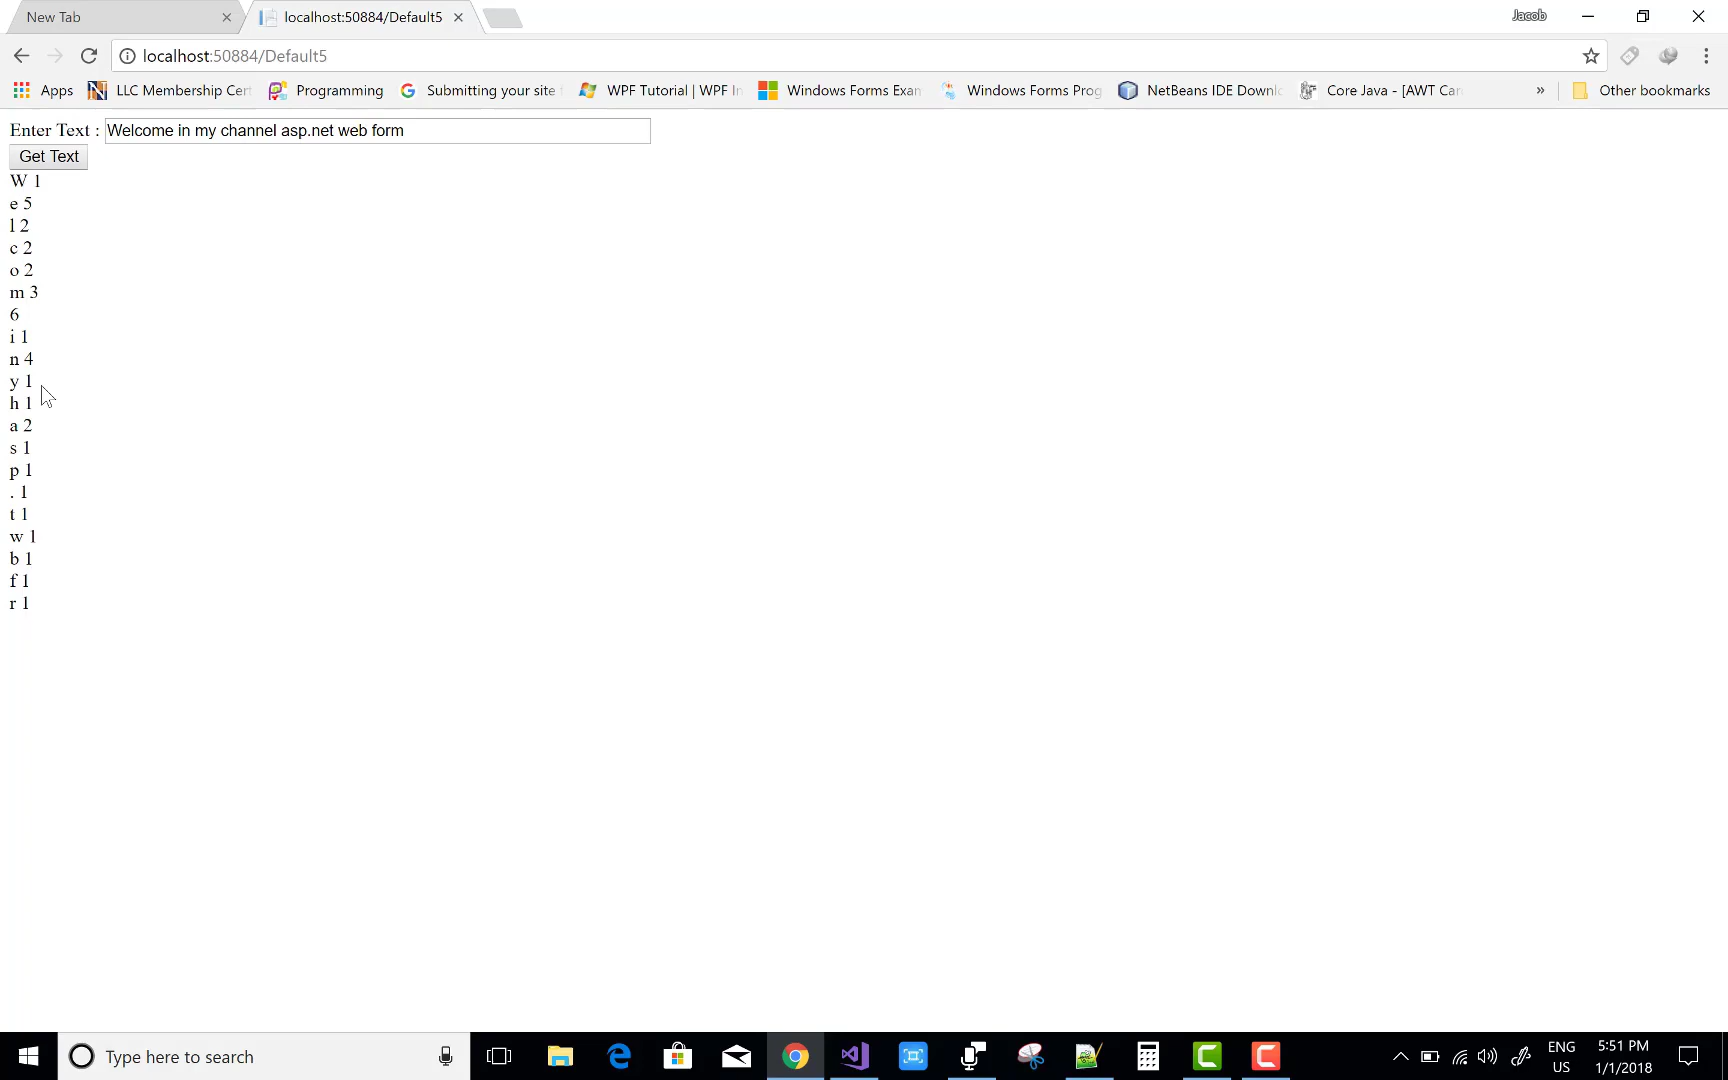 New Tab
localhost:50884/Default5
Jacob
localhost:50884/Default5
Apps LLC Membership Cert Programming Submitting your site WPF Tutorial | WPF In Windows Forms Exam Windows Forms Prog NetBeans IDE Downl Core Java - [AWT Car » Other bookmarks
Enter Text : Welcome in my channel asp.net web form
Get Text
W 1
e 5
l 2
c 2
o 2
m 3
6
i 1
n 4
y 1
h 1
a 2
s 1
p 1
. 1
t 1
w 1
b 1
f 1
r 1
Type here to search
ENG
US
5:51 PM
1/1/2018